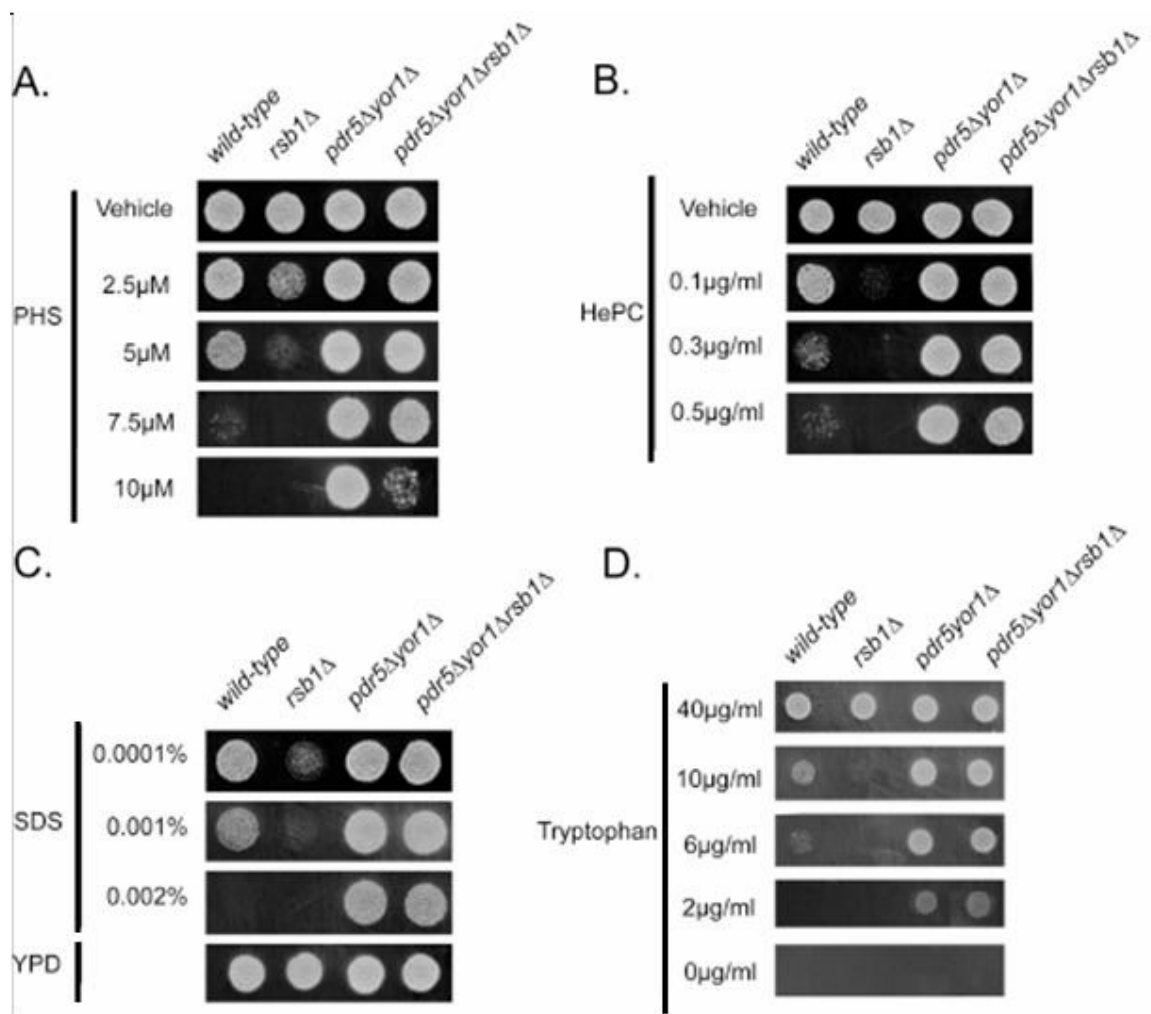 A.
wild-type
rsb1Δ
pdr5Δyor1Δ
pdr5Δyor1Δrsb1Δ
PHS
Vehicle
2.5µM
5µM
7.5µM
10µM
B.
wild-type
rsb1Δ
pdr5Δyor1Δ
pdr5Δyor1Δrsb1Δ
HePC
Vehicle
0.1µg/ml
0.3µg/ml
0.5µg/ml
C.
wild-type
rsb1Δ
pdr5Δyor1Δ
pdr5Δyor1Δrsb1Δ
SDS
0.0001%
0.001%
0.002%
YPD
D.
wild-type
rsb1Δ
pdr5yor1Δ
pdr5Δyor1Δrsb1Δ
Tryptophan
40µg/ml
10µg/ml
6µg/ml
2µg/ml
0µg/ml